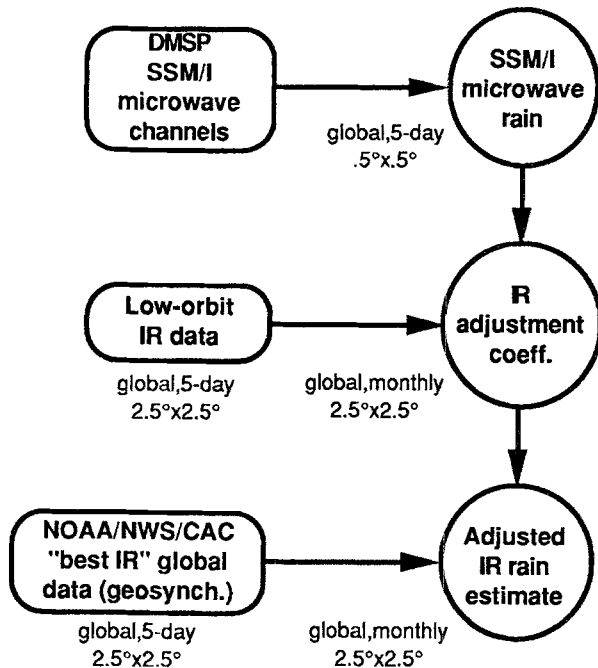 DMSP
SSM/I
microwave
channels
SSM/I
microwave
rain
global,5-day
.5°x.5°
Low-orbit
IR data
IR
adjustment
coeff.
global,5-day
2.5°x2.5°
global,monthly
2.5°x2.5°
NOAA/NWS/CAC
"best IR" global
data (geosynch.)
Adjusted
IR rain
estimate
global,5-day
2.5°x2.5°
global,monthly
2.5°x2.5°